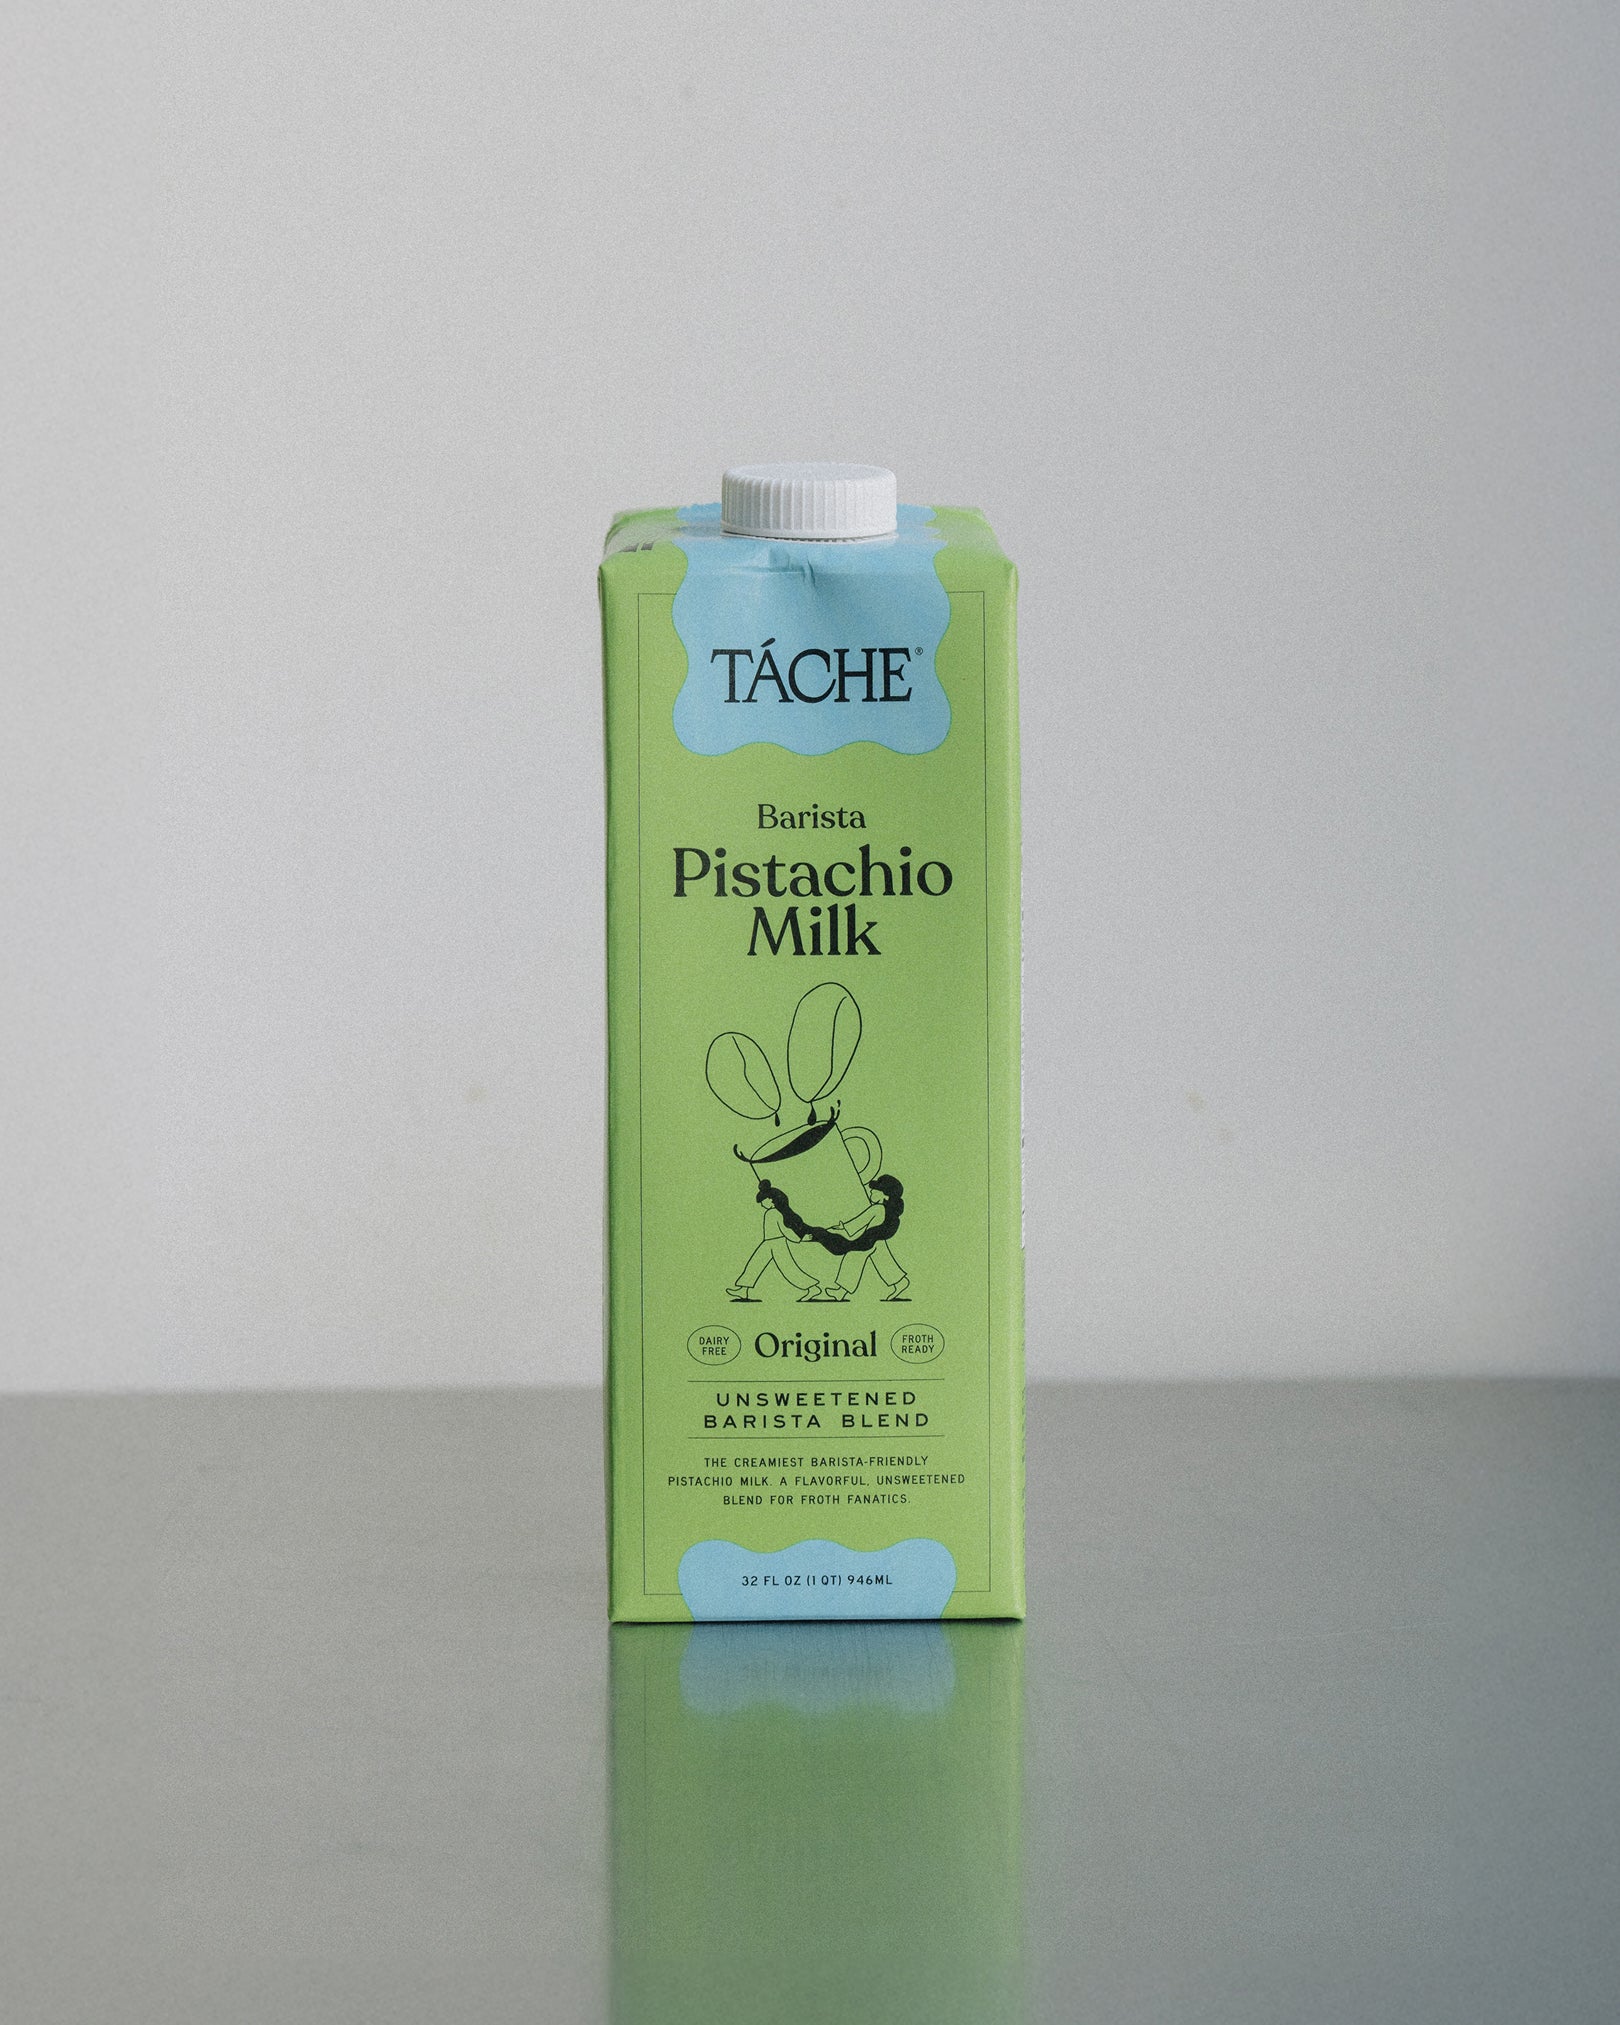 TÁCHE®
Barista
Pistachio
Milk
DAIRY
FREE
Original
FROTH
READY
UNSWEETENED
BARISTA BLEND
THE CREAMIEST BARISTA-FRIENDLY
PISTACHIO MILK. A FLAVORFUL, UNSWEETENED
BLEND FOR FROTH FANATICS.
32 FL OZ (1 QT) 946ML